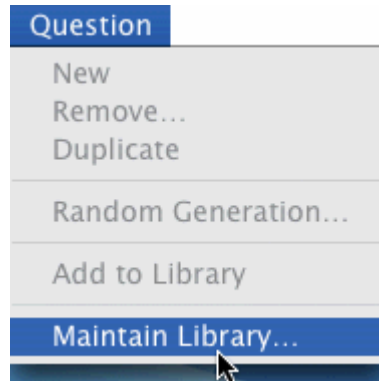 Question
New
Remove...
Duplicate
Random Generation...
Add to Library
Maintain Library...